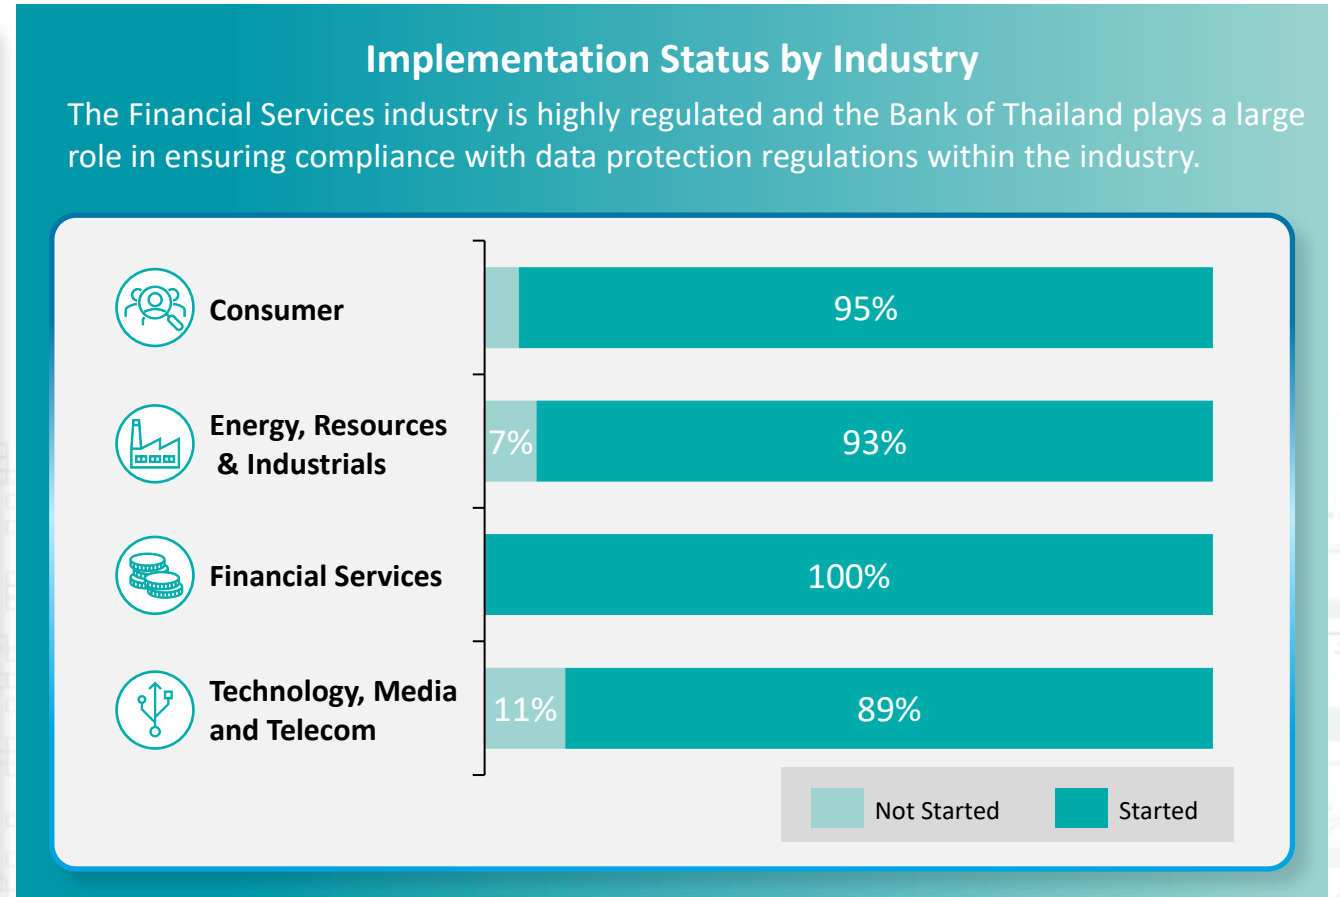 Implementation Status by Industry
The Financial Services industry is highly regulated and the Bank of Thailand plays a large
role in ensuring compliance with data protection regulations within the industry.
Consumer
95%
Energy, Resources
& Industrials
7%
93%
Financial Services
100%
Technology, Media
and Telecom
11%
89%
Not Started
Started